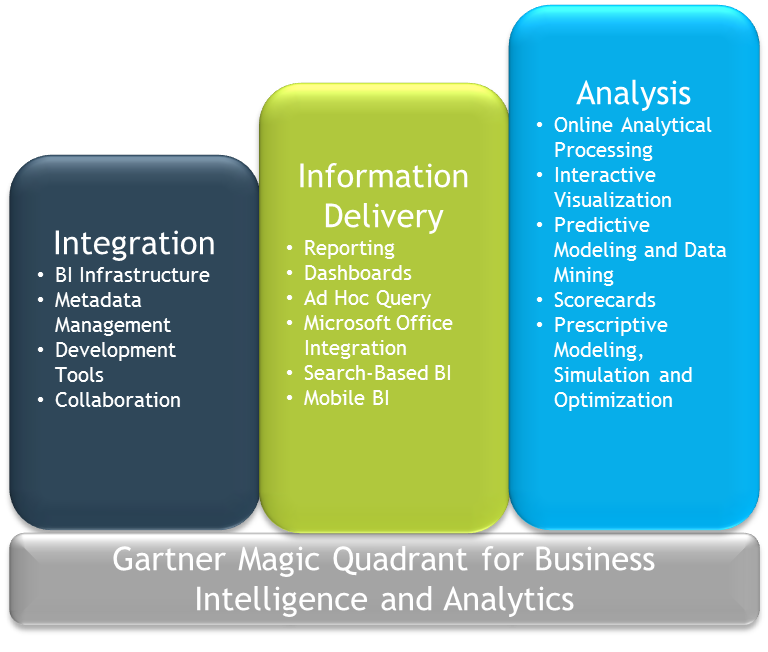 Integration
• BI Infrastructure
• Metadata
Management
• Development
Tools
• Collaboration
Information
Delivery
• Reporting
• Dashboards
• Ad Hoc Query
• Microsoft Office
Integration
• Search-Based BI
• Mobile BI
Analysis
• Online Analytical
Processing
• Interactive
Visualization
• Predictive
Modeling and Data
Mining
• Scorecards
• Prescriptive
Modeling,
Simulation and
Optimization
Gartner Magic Quadrant for Business
Intelligence and Analytics